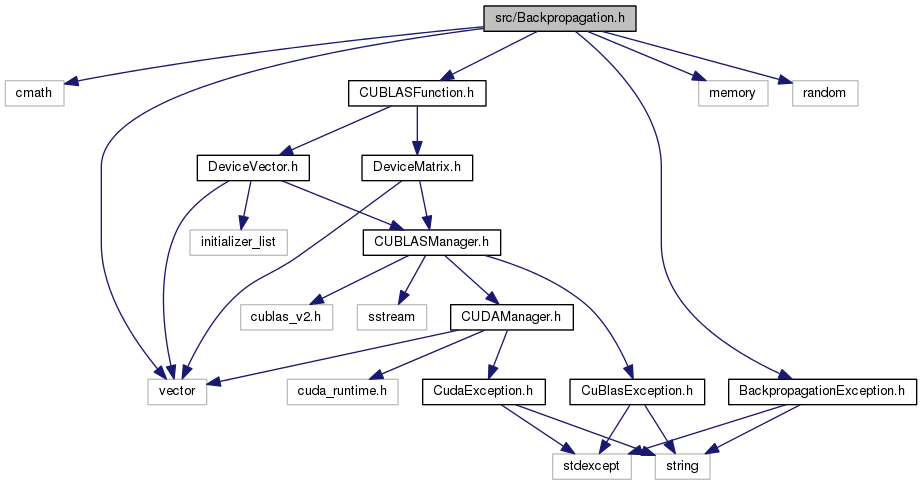 src/Backpropagation.h
cmath
CUBLASFunction.h
memory
random
DeviceVector.h
DeviceMatrix.h
initializer_list
CUBLASManager.h
cublas_v2.h
sstream
CUDAManager.h
vector
cuda_runtime.h
CudaException.h
CuBlasException.h
BackpropagationException.h
stdexcept
string